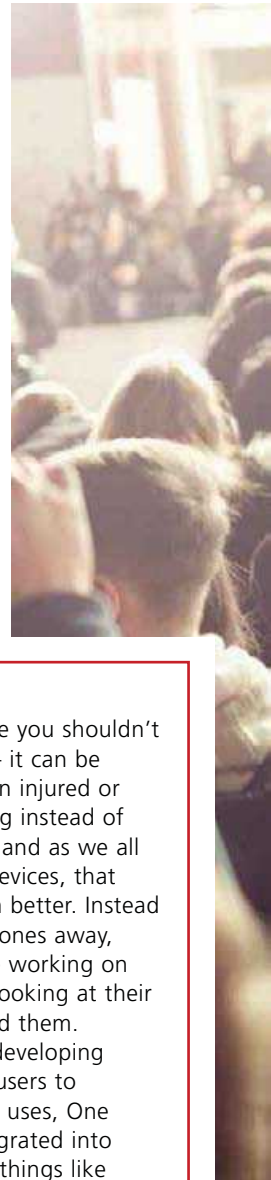 e you shouldn't
it can be
n injured or
g instead of
and as we all
evices, that
better. Instead
ones away,
working on
ooking at their
d them.
developing
users to
uses, One
grated into
things like